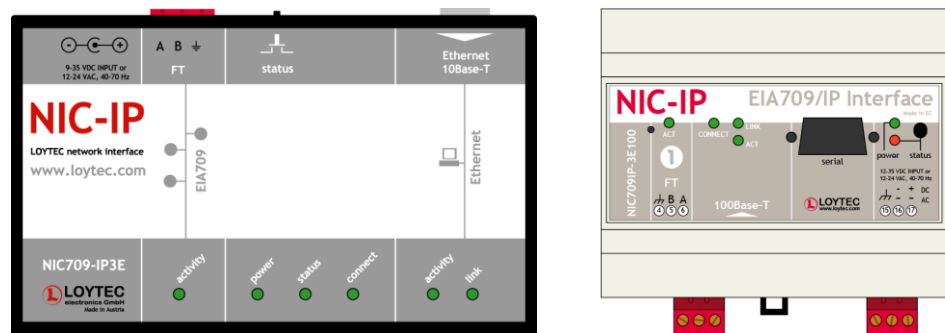 A B
9-35 VDC INPUT or
12-24 VAC, 40-70 Hz
FT
status
Ethernet
10Base-T
NIC-IP
LOYTEC network interface
www.loytec.com
EIA709
Ethernet
NIC709-IP3E
LOYTEC
electronics GmbH
Made in Austria
activity
power
status
connect
activity
link
NIC-IP
EIA709/IP Interface
Made in EC
NIC709IP-3E100
ACT
1
FT
B A
4 5 6
CONNECT
LINK
ACT
100Base-T
serial
LOYTEC
www.loytec.com
power
status
12-35 VDC INPUT or
12-24 VAC, 40-70 Hz
- + DC
~ ~ AC
15 16 17